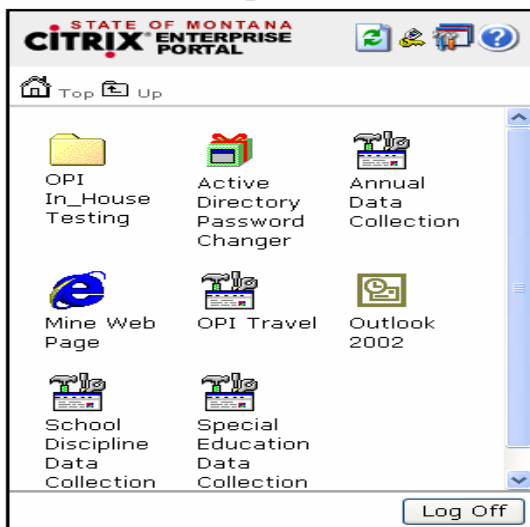 STATE OF MONTANA
CITRIX® ENTERPRISE
PORTAL
Top Up
OPI
In_House
Testing
Active
Directory
Password
Changer
Annual
Data
Collection
Mine Web
Page
OPI Travel
Outlook
2002
School
Discipline
Data
Collection
Special
Education
Data
Collection
Log Off